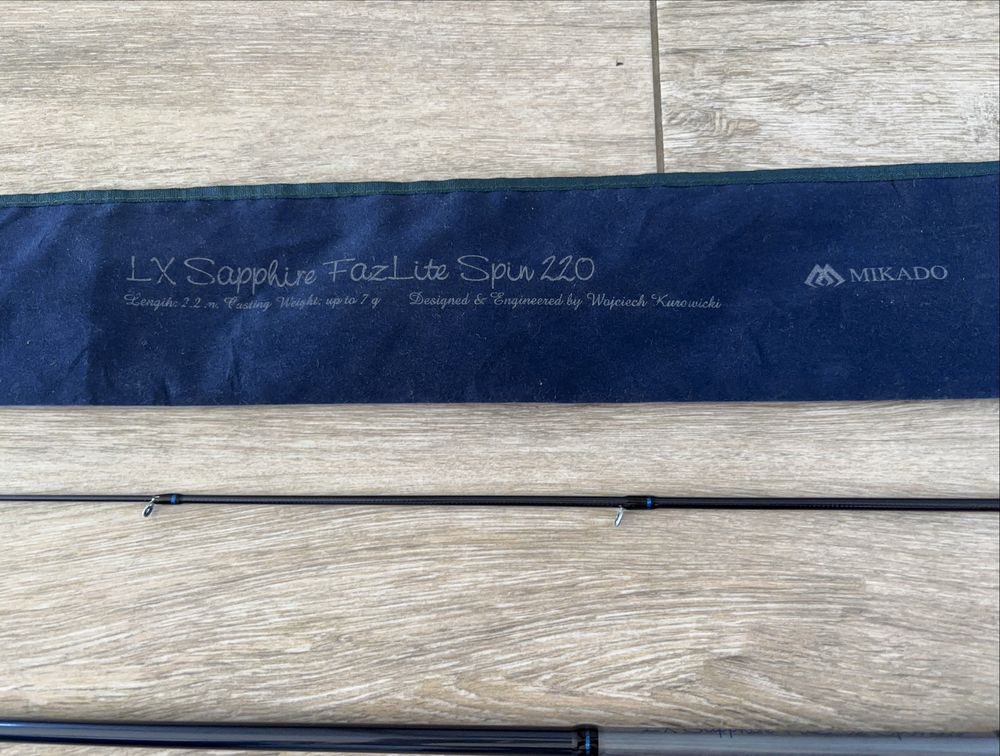 LX Sapphire FazLite Spin 220
MIKADO
Length: 2.2 m. Casting Weight: up to 7 g Designed & Engineered by Wojciech Kurowicki